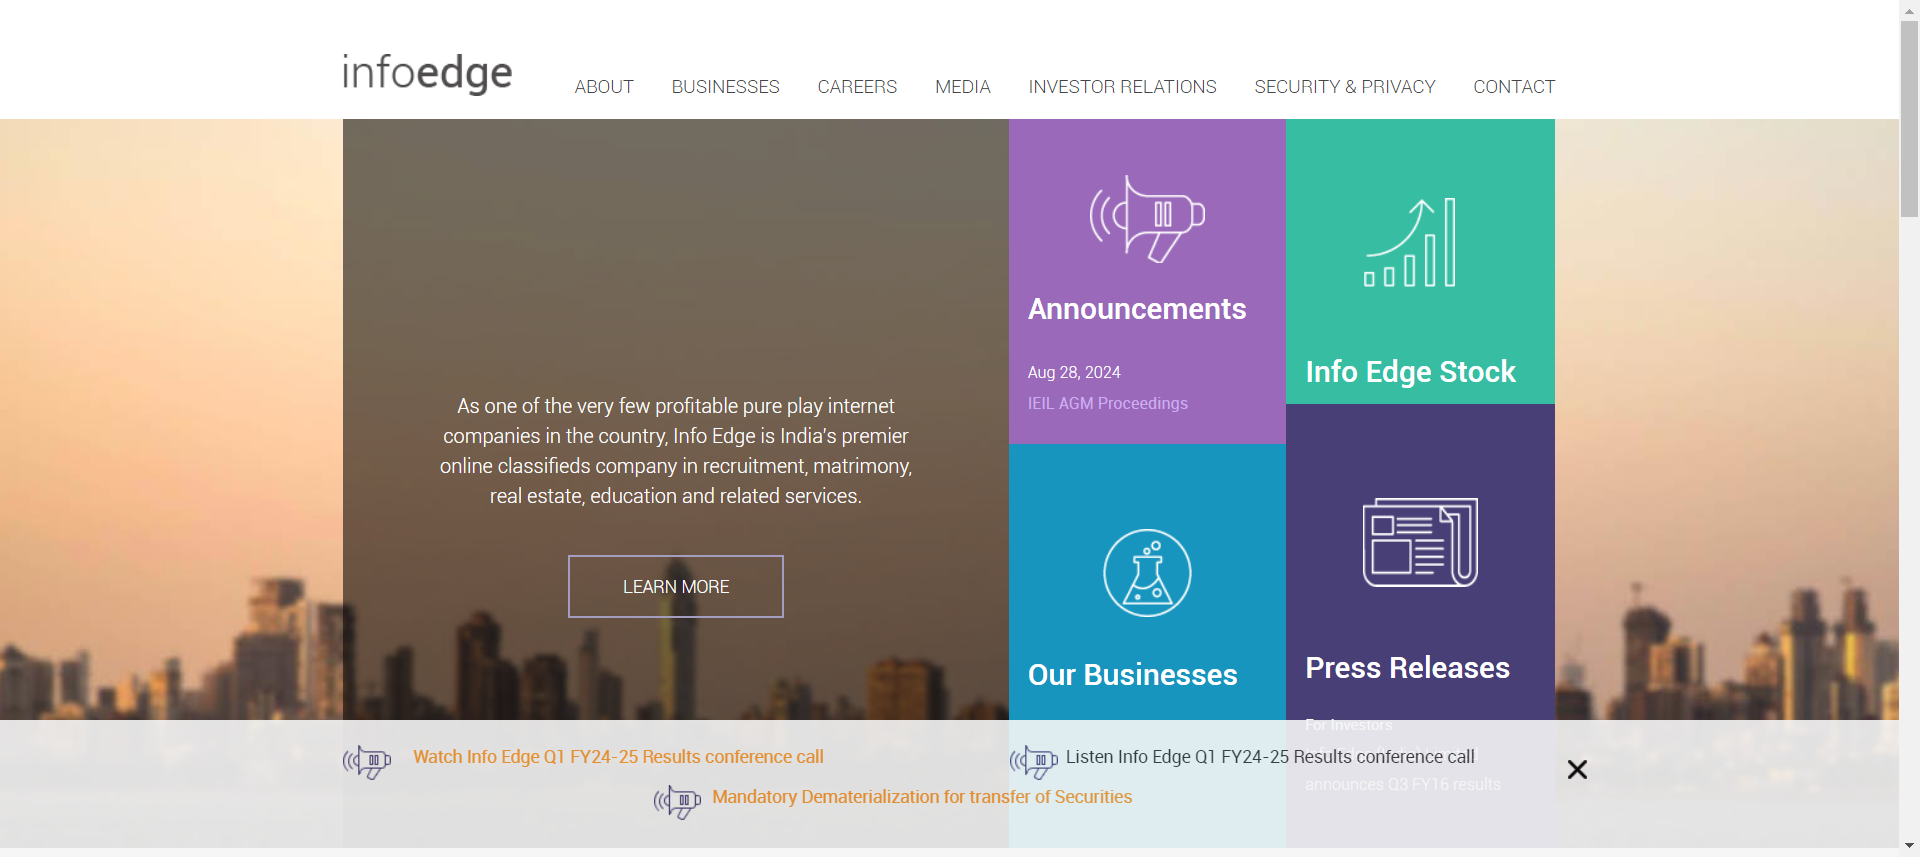 infoedge
ABOUT BUSINESSES CAREERS MEDIA INVESTOR RELATIONS SECURITY & PRIVACY CONTACT
As one of the very few profitable pure play internet
companies in the country, Info Edge is India's premier
online classifieds company in recruitment, matrimony,
real estate, education and related services.
LEARN MORE
Announcements
Aug 28, 2024
IEIL AGM Proceedings
Info Edge Stock
Our Businesses
Press Releases
For Investors
announces Q3 FY16 results
Watch Info Edge Q1 FY24-25 Results conference call
Listen Info Edge Q1 FY24-25 Results conference call
Mandatory Dematerialization for transfer of Securities